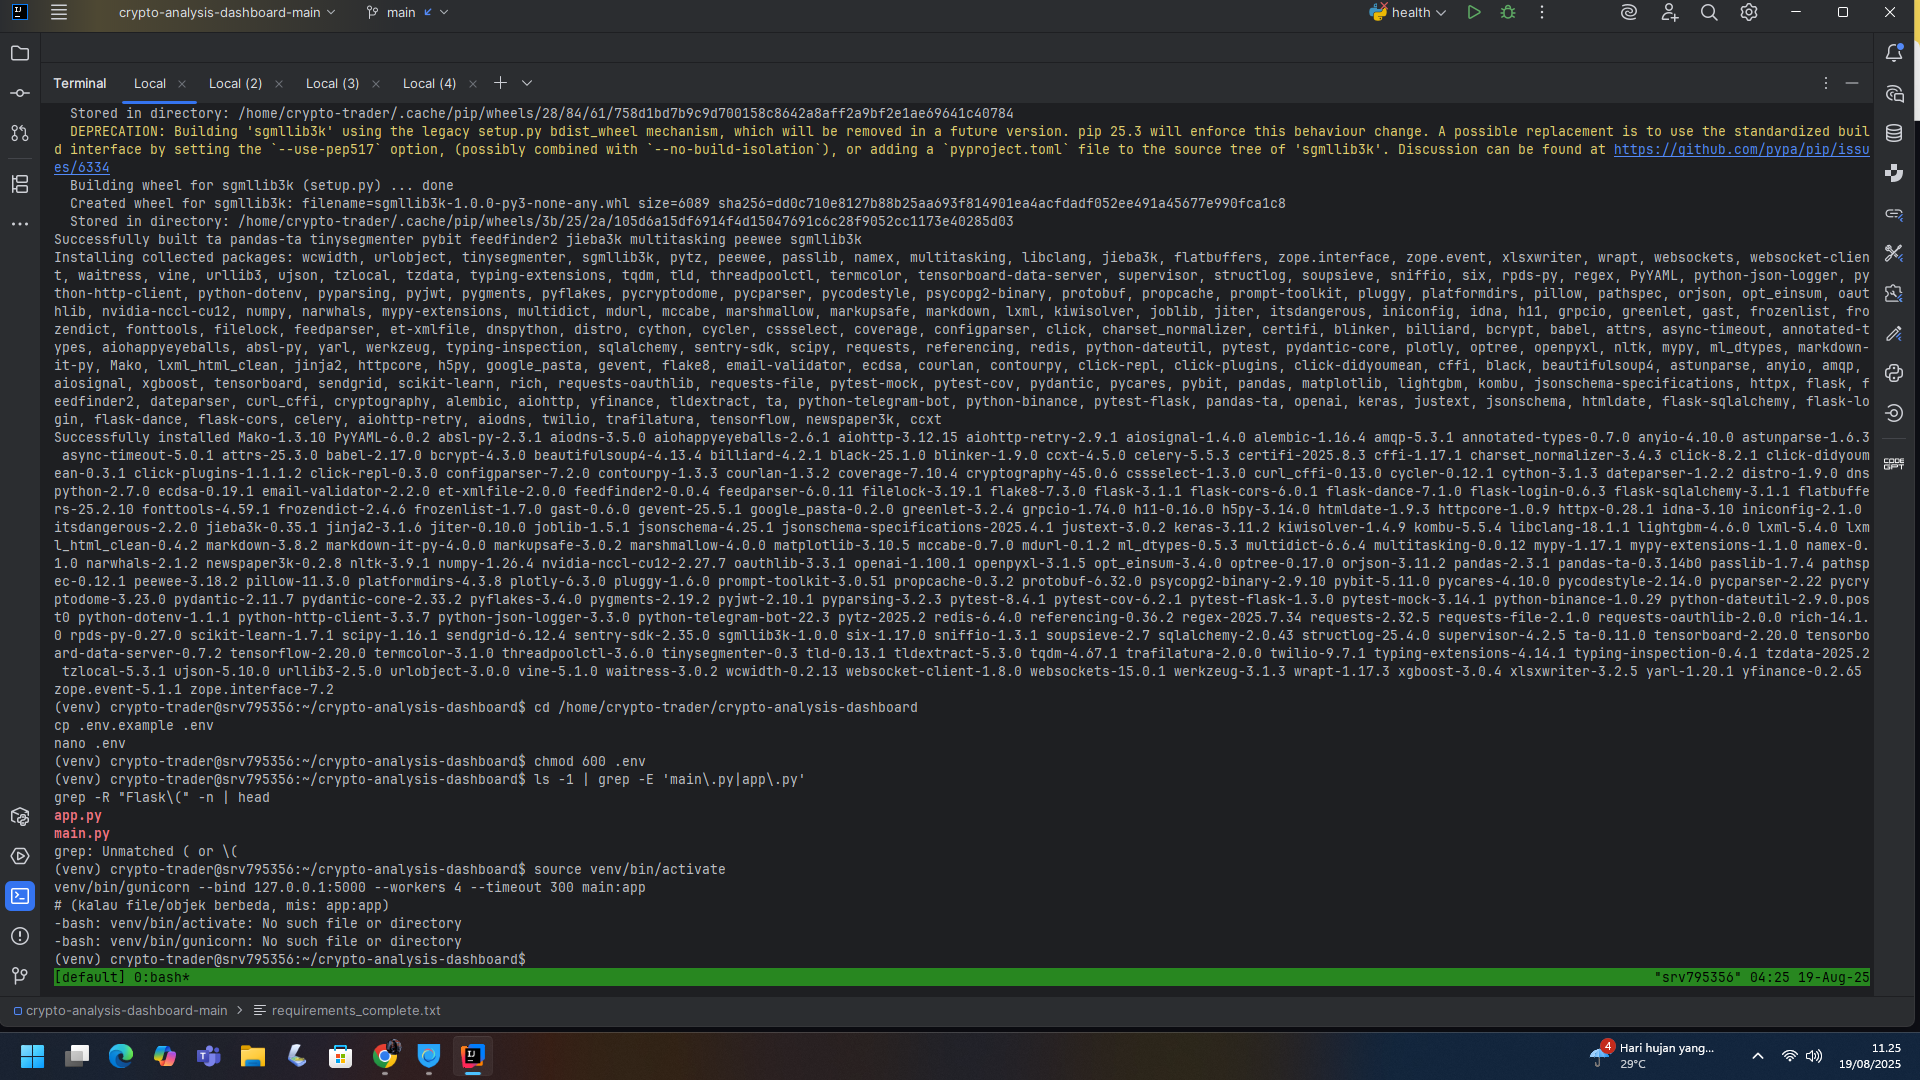 crypto-analysis-dashboard-main
main
health
Terminal
Local
Local (2)
Local (3)
Local (4)
Stored in directory: /home/crypto-trader/.cache/pip/wheels/28/84/61/758d1bd7b9c9d700158c8642a8aff2a9bf2e1ae69641c40784
DEPRECATION: Building 'sgmllib3k' using the legacy setup.py bdist_wheel mechanism, which will be removed in a future version. pip 25.3 will enforce this behaviour change. A possible replacement is to use the standardized buil
d interface by setting the `--use-pep517` option, (possibly combined with `--no-build-isolation`), or adding a `pyproject.toml` file to the source tree of 'sgmllib3k'. Discussion can be found at https://github.com/pypa/pip/issu
es/6334
Building wheel for sgmllib3k (setup.py) ... done
Created wheel for sgmllib3k: filename=sgmllib3k-1.0.0-py3-none-any.whl size=6089 sha256=dd0c710e8127b88b25aa693f814901ea4acfdadf052ee491a45677e990fca1c8
Stored in directory: /home/crypto-trader/.cache/pip/wheels/3b/25/2a/105d6a15df6914f4d15047691c6c28f9052cc1173e40285d03
Successfully built ta pandas-ta tinysegmenter pybit feedfinder2 jieba3k multitasking peewee sgmllib3k
Installing collected packages: wcwidth, urlobject, tinysegmenter, sgmllib3k, pytz, peewee, passlib, namex, multitasking, libclang, jieba3k, flatbuffers, zope.interface, zope.event, xlsxwriter, wrapt, websockets, websocket-clien
t, waitress, vine, urllib3, ujson, tzlocal, tzdata, typing-extensions, tqdm, tld, threadpoolctl, termcolor, tensorboard-data-server, supervisor, structlog, soupsieve, sniffio, six, rpds-py, regex, PyYAML, python-json-logger, py
thon-http-client, python-dotenv, pyparsing, pyjwt, pygments, pyflakes, pycryptodome, pycparser, pycodestyle, psycopg2-binary, protobuf, propcache, prompt-toolkit, pluggy, platformdirs, pillow, pathspec, orjson, opt_einsum, oaut
hlib, nvidia-nccl-cu12, numpy, narwhals, mypy-extensions, multidict, mdurl, mccabe, marshmallow, markupsafe, markdown, lxml, kiwisolver, joblib, jiter, itsdangerous, iniconfig, idna, h11, grpcio, greenlet, gast, frozenlist, fro
zendict, fonttools, filelock, feedparser, et-xmlfile, dnspython, distro, cython, cycler, cssselect, coverage, configparser, click, charset_normalizer, certifi, blinker, billiard, bcrypt, babel, attrs, async-timeout, annotated-t
ypes, aiohappyeyeballs, absl-py, yarl, werkzeug, typing-inspection, sqlalchemy, sentry-sdk, scipy, requests, referencing, redis, python-dateutil, pytest, pydantic-core, plotly, optree, openpyxl, nltk, mypy, ml_dtypes, markdown-
it-py, Mako, lxml_html_clean, jinja2, httpcore, h5py, google_pasta, gevent, flake8, email-validator, ecdsa, courlan, contourpy, click-repl, click-plugins, click-didyoumean, cffi, black, beautifulsoup4, astunparse, anyio, amqp,
aiosignal, xgboost, tensorboard, sendgrid, scikit-learn, rich, requests-oauthlib, requests-file, pytest-mock, pytest-cov, pydantic, pycares, pybit, pandas, matplotlib, lightgbm, kombu, jsonschema-specifications, httpx, flask, f
eedfinder2, dateparser, curl_cffi, cryptography, alembic, aiohttp, yfinance, tldextract, ta, python-telegram-bot, python-binance, pytest-flask, pandas-ta, openai, keras, justext, jsonschema, htmldate, flask-sqlalchemy, flask-lo
gin, flask-dance, flask-cors, celery, aiohttp-retry, aiodns, twilio, trafilatura, tensorflow, newspaper3k, ccxt
Successfully installed Mako-1.3.10 PyYAML-6.0.2 absl-py-2.3.1 aiodns-3.5.0 aiohappyeyeballs-2.6.1 aiohttp-3.12.15 aiohttp-retry-2.9.1 aiosignal-1.4.0 alembic-1.16.4 amqp-5.3.1 annotated-types-0.7.0 anyio-4.10.0 astunparse-1.6.3
async-timeout-5.0.1 attrs-25.3.0 babel-2.17.0 bcrypt-4.3.0 beautifulsoup4-4.13.4 billiard-4.2.1 black-25.1.0 blinker-1.9.0 ccxt-4.5.0 celery-5.5.3 certifi-2025.8.3 cffi-1.17.1 charset_normalizer-3.4.3 click-8.2.1 click-didyoum
ean-0.3.1 click-plugins-1.1.1.2 click-repl-0.3.0 configparser-7.2.0 contourpy-1.3.3 courlan-1.3.2 coverage-7.10.4 cryptography-45.0.6 cssselect-1.3.0 curl_cffi-0.13.0 cycler-0.12.1 cython-3.1.3 dateparser-1.2.2 distro-1.9.0 dns
python-2.7.0 ecdsa-0.19.1 email-validator-2.2.0 et-xmlfile-2.0.0 feedfinder2-0.0.4 feedparser-6.0.11 filelock-3.19.1 flake8-7.3.0 flask-3.1.1 flask-cors-6.0.1 flask-dance-7.1.0 flask-login-0.6.3 flask-sqlalchemy-3.1.1 flatbuffe
rs-25.2.10 fonttools-4.59.1 frozendict-2.4.6 frozenlist-1.7.0 gast-0.6.0 gevent-25.5.1 google_pasta-0.2.0 greenlet-3.2.4 grpcio-1.74.0 h11-0.16.0 h5py-3.14.0 htmldate-1.9.3 httpcore-1.0.9 httpx-0.28.1 idna-3.10 iniconfig-2.1.0
itsdangerous-2.2.0 jieba3k-0.35.1 jinja2-3.1.6 jiter-0.10.0 joblib-1.5.1 jsonschema-4.25.1 jsonschema-specifications-2025.4.1 justext-3.0.2 keras-3.11.2 kiwisolver-1.4.9 kombu-5.5.4 libclang-18.1.1 lightgbm-4.6.0 lxml-5.4.0 lxm
l_html_clean-0.4.2 markdown-3.8.2 markdown-it-py-4.0.0 markupsafe-3.0.2 marshmallow-4.0.0 matplotlib-3.10.5 mccabe-0.7.0 mdurl-0.1.2 ml_dtypes-0.5.3 multidict-6.6.4 multitasking-0.0.12 mypy-1.17.1 mypy-extensions-1.1.0 namex-0.
1.0 narwhals-2.1.2 newspaper3k-0.2.8 nltk-3.9.1 numpy-1.26.4 nvidia-nccl-cu12-2.27.7 oauthlib-3.3.1 openai-1.100.1 openpyxl-3.1.5 opt_einsum-3.4.0 optree-0.17.0 orjson-3.11.2 pandas-2.3.1 pandas-ta-0.3.14b0 passlib-1.7.4 pathsp
ec-0.12.1 peewee-3.18.2 pillow-11.3.0 platformdirs-4.3.8 plotly-6.3.0 pluggy-1.6.0 prompt-toolkit-3.0.51 propcache-0.3.2 protobuf-6.32.0 psycopg2-binary-2.9.10 pybit-5.11.0 pycares-4.10.0 pycodestyle-2.14.0 pycparser-2.22 pycry
ptodome-3.23.0 pydantic-2.11.7 pydantic-core-2.33.2 pyflakes-3.4.0 pygments-2.19.2 pyjwt-2.10.1 pyparsing-3.2.3 pytest-8.4.1 pytest-cov-6.2.1 pytest-flask-1.3.0 pytest-mock-3.14.1 python-binance-1.0.29 python-dateutil-2.9.0.pos
t0 python-dotenv-1.1.1 python-http-client-3.3.7 python-json-logger-3.3.0 python-telegram-bot-22.3 pytz-2025.2 redis-6.4.0 referencing-0.36.2 regex-2025.7.34 requests-2.32.5 requests-file-2.1.0 requests-oauthlib-2.0.0 rich-14.1.
0 rpds-py-0.27.0 scikit-learn-1.7.1 scipy-1.16.1 sendgrid-6.12.4 sentry-sdk-2.35.0 sgmllib3k-1.0.0 six-1.17.0 sniffio-1.3.1 soupsieve-2.7 sqlalchemy-2.0.43 structlog-25.4.0 supervisor-4.2.5 ta-0.11.0 tensorboard-2.20.0 tensorbo
ard-data-server-0.7.2 tensorflow-2.20.0 termcolor-3.1.0 threadpoolctl-3.6.0 tinysegmenter-0.3 tld-0.13.1 tldextract-5.3.0 tqdm-4.67.1 trafilatura-2.0.0 twilio-9.7.1 typing-extensions-4.14.1 typing-inspection-0.4.1 tzdata-2025.2
tzlocal-5.3.1 ujson-5.10.0 urllib3-2.5.0 urlobject-3.0.0 vine-5.1.0 waitress-3.0.2 wcwidth-0.2.13 websocket-client-1.8.0 websockets-15.0.1 werkzeug-3.1.3 wrapt-1.17.3 xgboost-3.0.4 xlsxwriter-3.2.5 yarl-1.20.1 yfinance-0.2.65
zope.event-5.1.1 zope.interface-7.2
(venv) crypto-trader@srv795356:~/crypto-analysis-dashboard$ cd /home/crypto-trader/crypto-analysis-dashboard
cp .env.example .env
nano .env
(venv) crypto-trader@srv795356:~/crypto-analysis-dashboard$ chmod 600 .env
(venv) crypto-trader@srv795356:~/crypto-analysis-dashboard$ ls -1 | grep -E 'main\.py|app\.py'
grep -R "Flask\(" -n | head
app.py
main.py
grep: Unmatched ( or \(
(venv) crypto-trader@srv795356:~/crypto-analysis-dashboard$ source venv/bin/activate
venv/bin/gunicorn --bind 127.0.0.1:5000 --workers 4 --timeout 300 main:app
# (kalau file/objek berbeda, mis: app:app)
-bash: venv/bin/activate: No such file or directory
-bash: venv/bin/gunicorn: No such file or directory
(venv) crypto-trader@srv795356:~/crypto-analysis-dashboard$
[default] 0:bash*
"srv795356" 04:25 19-Aug-25
CODE
GPT
crypto-analysis-dashboard-main > requirements_complete.txt
4
Hari hujan yang...
29°C
11.25
19/08/2025